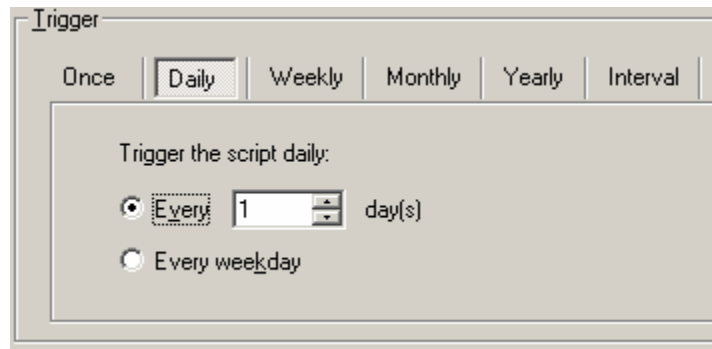 Trigger
Once Daily Weekly Monthly Yearly Interval
Trigger the script daily:
Every 1 day(s)
Every weekday